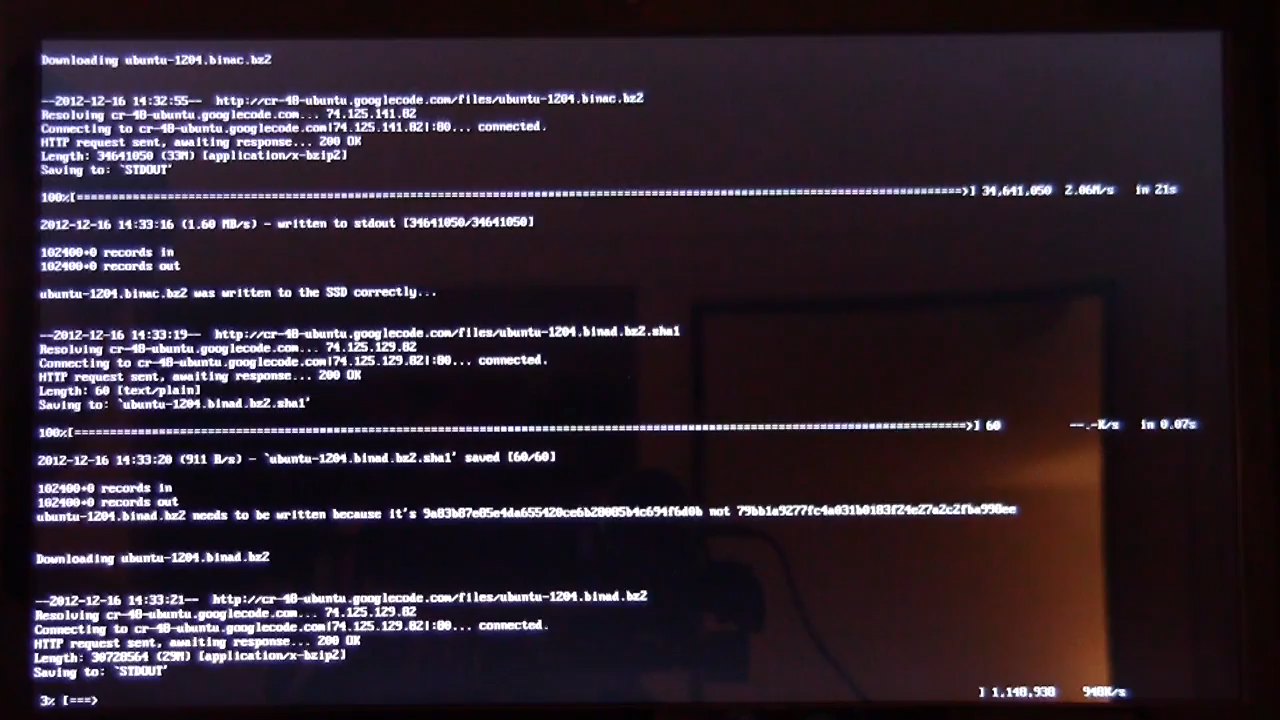 Downloading ubuntu-1204.binac.bz2
--2012-12-16 14:32:55-- http://cr-48-ubuntu.googlecode.com/files/ubuntu-1204.binac.bz2
Resolving cr-48-ubuntu.googlecode.com... 74.125.141.82
Connecting to cr-48-ubuntu.googlecode.com|74.125.141.82|:80... connected.
HTTP request sent, awaiting response... 200 OK
Length: 34641050 (33M) [application/x-bzip2]
Saving to: `STDOUT'
100%[=====================================================================================>] 34,641,050 2.06M/s in 21s
2012-12-16 14:33:16 (1.60 MB/s) - written to stdout [34641050/34641050]
102400+0 records in
102400+0 records out
ubuntu-1204.binac.bz2 was written to the SSD correctly...
--2012-12-16 14:33:19-- http://cr-48-ubuntu.googlecode.com/files/ubuntu-1204.binad.bz2.sha1
Resolving cr-48-ubuntu.googlecode.com... 74.125.129.82
Connecting to cr-48-ubuntu.googlecode.com|74.125.129.82|:80... connected.
HTTP request sent, awaiting response... 200 OK
Length: 60 [text/plain]
Saving to: `ubuntu-1204.binad.bz2.sha1'
100%[=====================================================================================>] 60 --.-K/s in 0.07s
2012-12-16 14:33:20 (911 B/s) - `ubuntu-1204.binad.bz2.sha1' saved [60/60]
102400+0 records in
102400+0 records out
ubuntu-1204.binad.bz2 needs to be written because it's not
Downloading ubuntu-1204.binad.bz2
--2012-12-16 14:33:21-- http://cr-48-ubuntu.googlecode.com/files/ubuntu-1204.binad.bz2
Resolving cr-48-ubuntu.googlecode.com... 74.125.129.82
Connecting to cr-48-ubuntu.googlecode.com|74.125.129.82|:80... connected.
HTTP request sent, awaiting response... 200 OK
Length: 30728564 (29M) [application/x-bzip2]
Saving to: `STDOUT'
3% [===> ] 1,140,930 940K/s